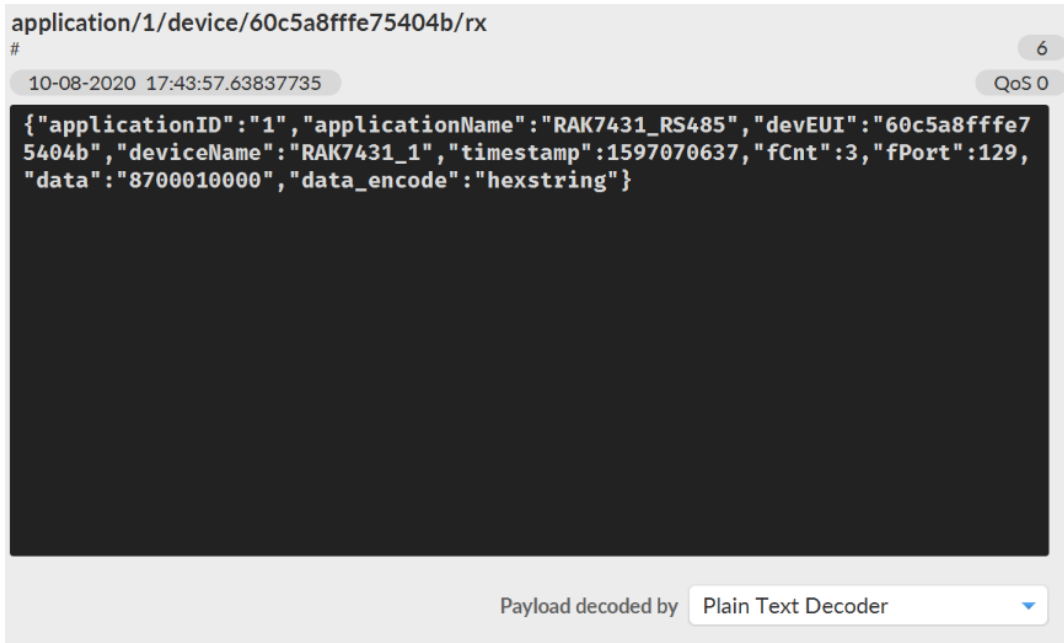 application/1/device/60c5a8fffe75404b/rx
#
6
10-08-2020 17:43:57.63837735
QoS 0
{"applicationID":"1","applicationName":"RAK7431_RS485","devEUI":"60c5a8fffe7
5404b","deviceName":"RAK7431_1","timestamp":1597070637,"fCnt":3,"fPort":129,
"data":"8700010000","data_encode":"hexstring"}
Payload decoded by
Plain Text Decoder